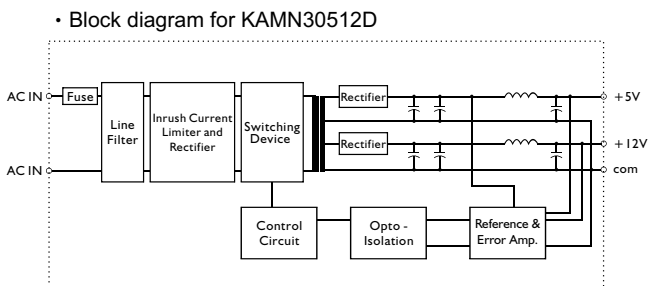 • Block diagram for KAMN30512D
AC IN
Fuse
Line
Filter
Inrush Current
Limiter and
Rectifier
Switching
Device
Rectifier
+5V
Rectifier
+12V
AC IN
com
Control
Circuit
Opto -
Isolation
Reference &
Error Amp.